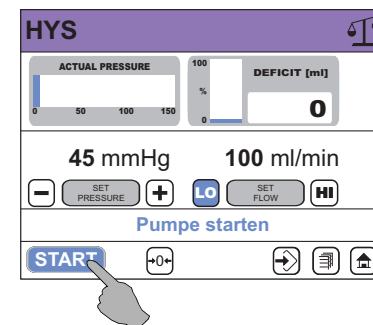 HYS
ACTUAL PRESSURE
0 50 100 150
100
%
0
DEFICIT [ml]
0
45 mmHg 100 ml/min
− SET PRESSURE + LO SET FLOW HI
Pumpe starten
START →0←